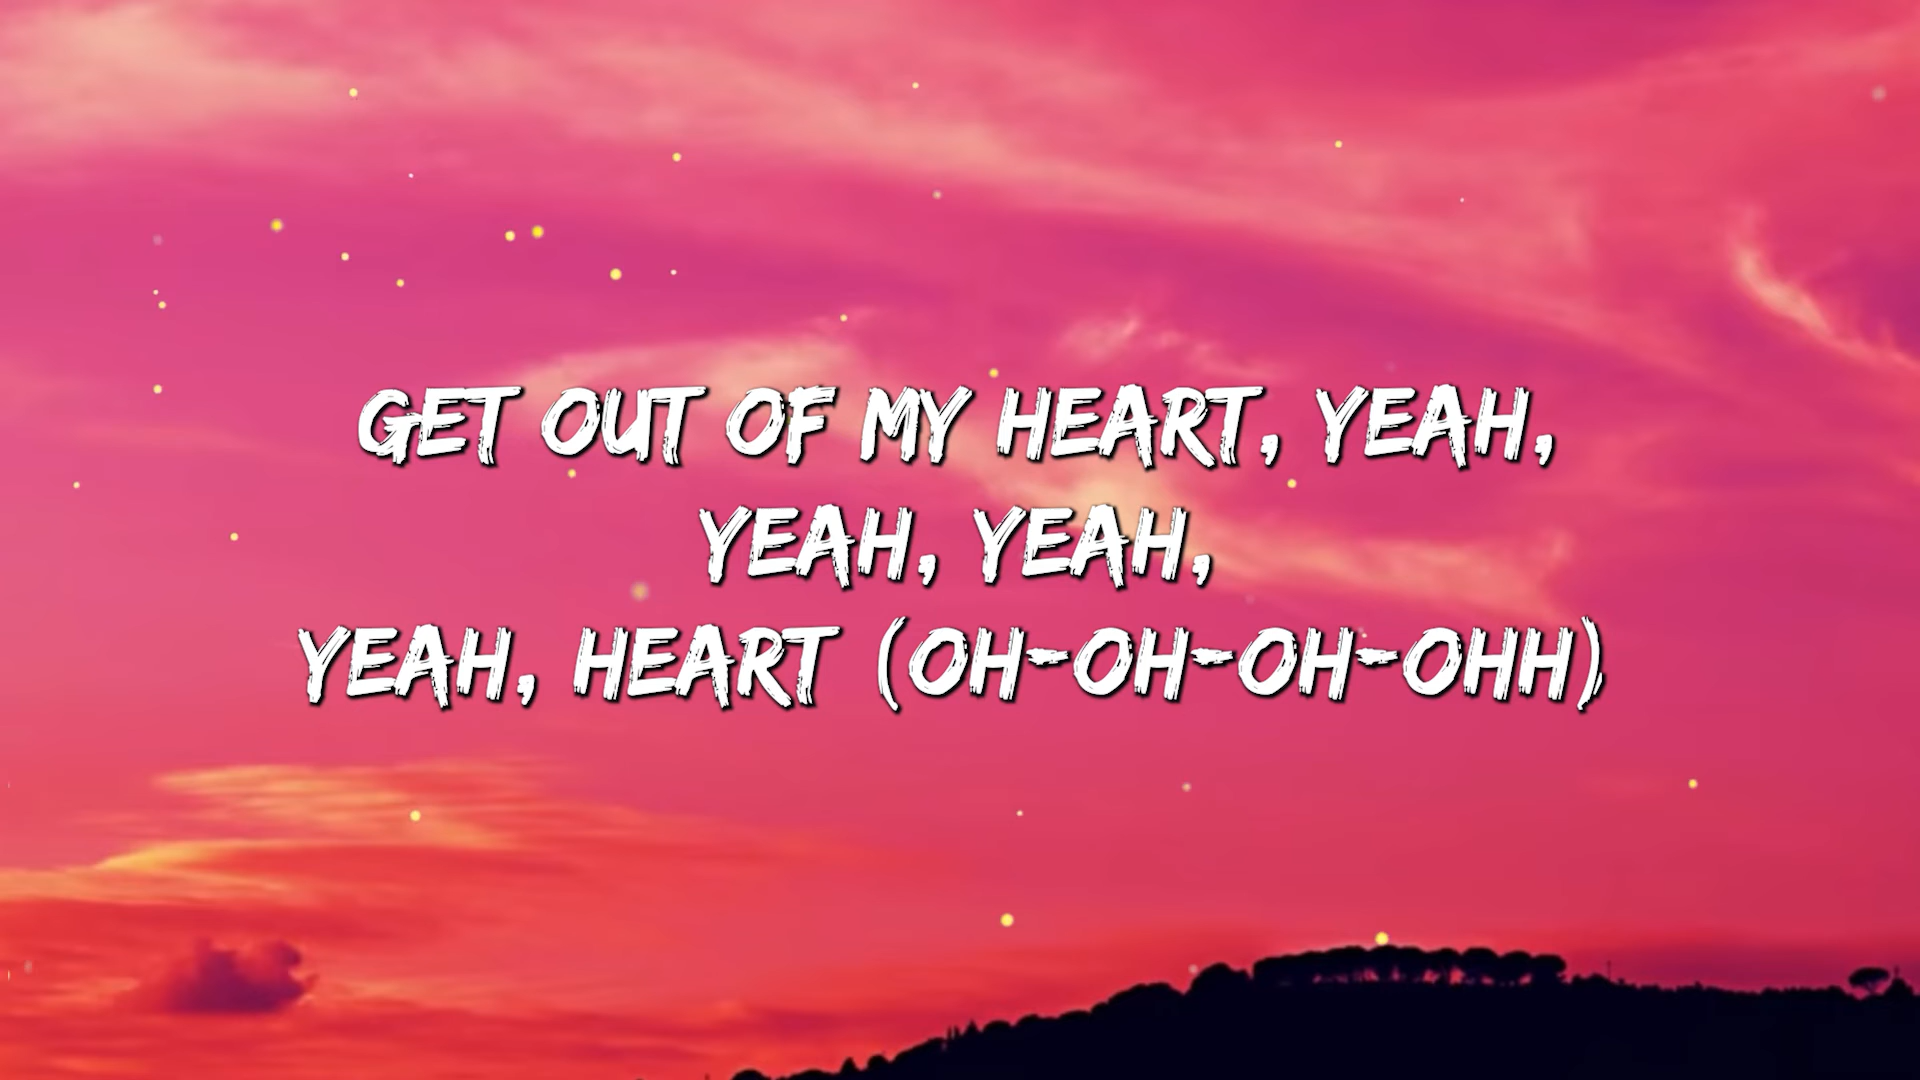 GET OUT OF MY HEART, YEAH,
YEAH, YEAH,
YEAH, HEART (OH-OH-OH-OHH)